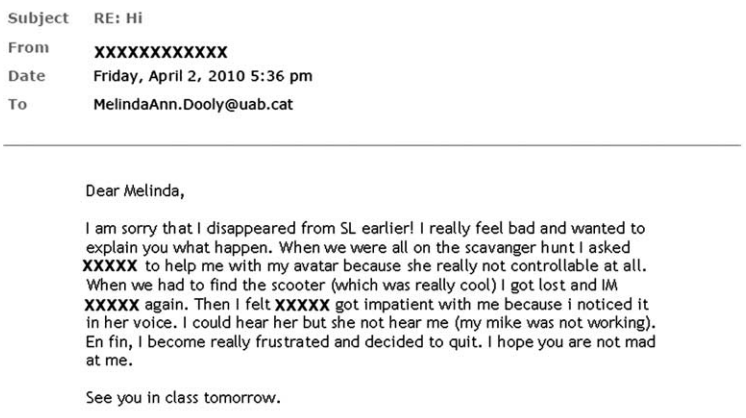 Subject RE: Hi
From XXXXXXXXXXXX
Date Friday, April 2, 2010 5:36 pm
To MelindaAnn.Dooly@uab.cat
Dear Melinda,
I am sorry that I disappeared from SL earlier! I really feel bad and wanted to
explain you what happen. When we were all on the scavanger hunt I asked
XXXXX to help me with my avatar because she really not controllable at all.
When we had to find the scooter (which was really cool) I got lost and IM
XXXXX again. Then I felt XXXXX got impatient with me because i noticed it
in her voice. I could hear her but she not hear me (my mike was not working).
En fin, I become really frustrated and decided to quit. I hope you are not mad
at me.
See you in class tomorrow.